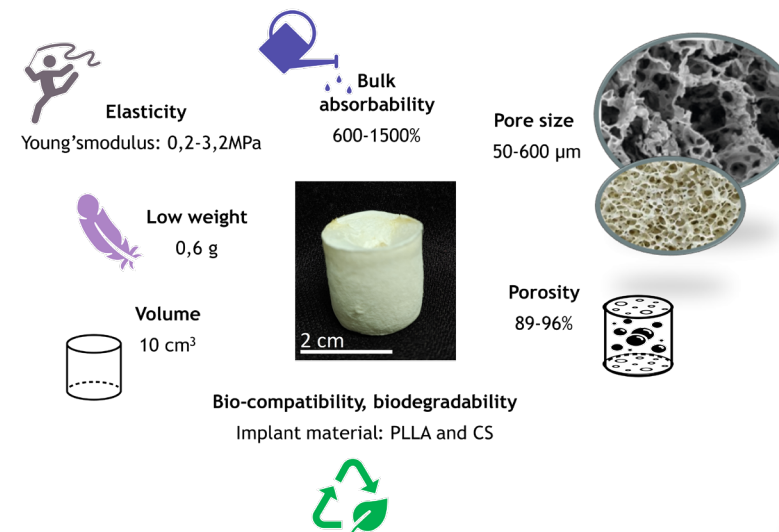 Elasticity
Young'smodulus: 0,2-3,2MPa
Bulk
absorbability
600-1500%
Pore size
50-600 µm
Low weight
0,6 g
Volume
10 cm³
2 cm
Porosity
89-96%
Bio-compatibility, biodegradability
Implant material: PLLA and CS